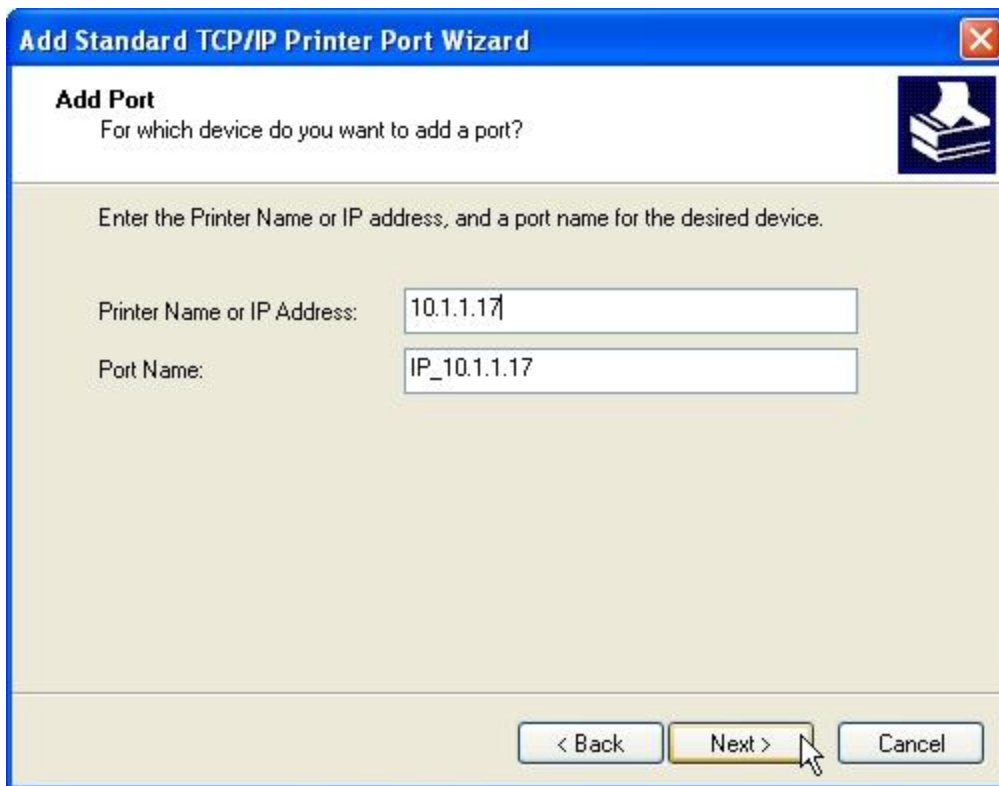 Add Standard TCP/IP Printer Port Wizard
Add Port
For which device do you want to add a port?
Enter the Printer Name or IP address, and a port name for the desired device.
Printer Name or IP Address: 10.1.1.17
Port Name: IP_10.1.1.17
< Back Next > Cancel